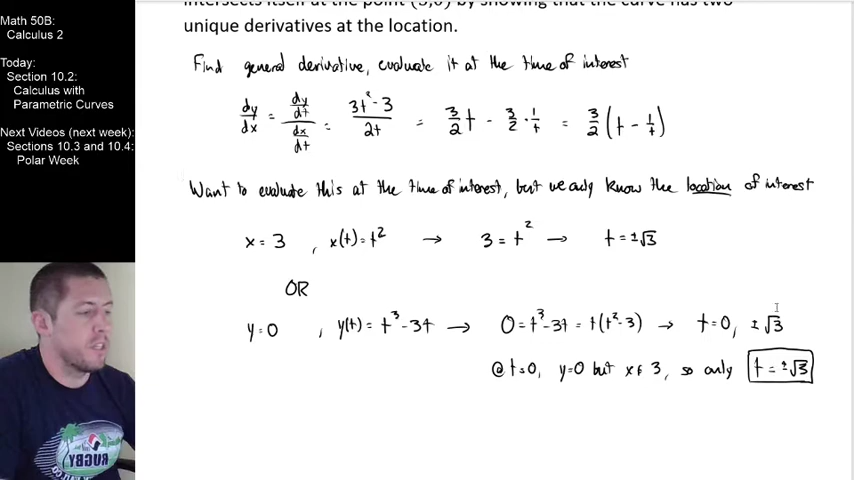 Math 50B:
Calculus 2
Today:
Section 10.2:
Calculus with
Parametric Curves
Next Videos (next week):
Sections 10.3 and 10.4:
Polar Week
intersects itself at the point (3,0) by showing that the curve has two
unique derivatives at the location.
Find general derivative, evaluate it at the time of interest
dy/dx = (dy/dt)/(dx/dt) = (3t²-3)/2t = 3/2 t - 3/2 · 1/t = 3/2 (t - 1/t)
Want to evaluate this at the time of interest, but we only know the location of interest
x = 3 , x(t) = t² → 3 = t² → t = ±√3
OR
y=0 , y(t) = t³-3t → 0 = t³-3t = t(t²-3) → t=0, ±√3
@ t=0, y=0 but x≠3, so only t = ±√3
RUGBY